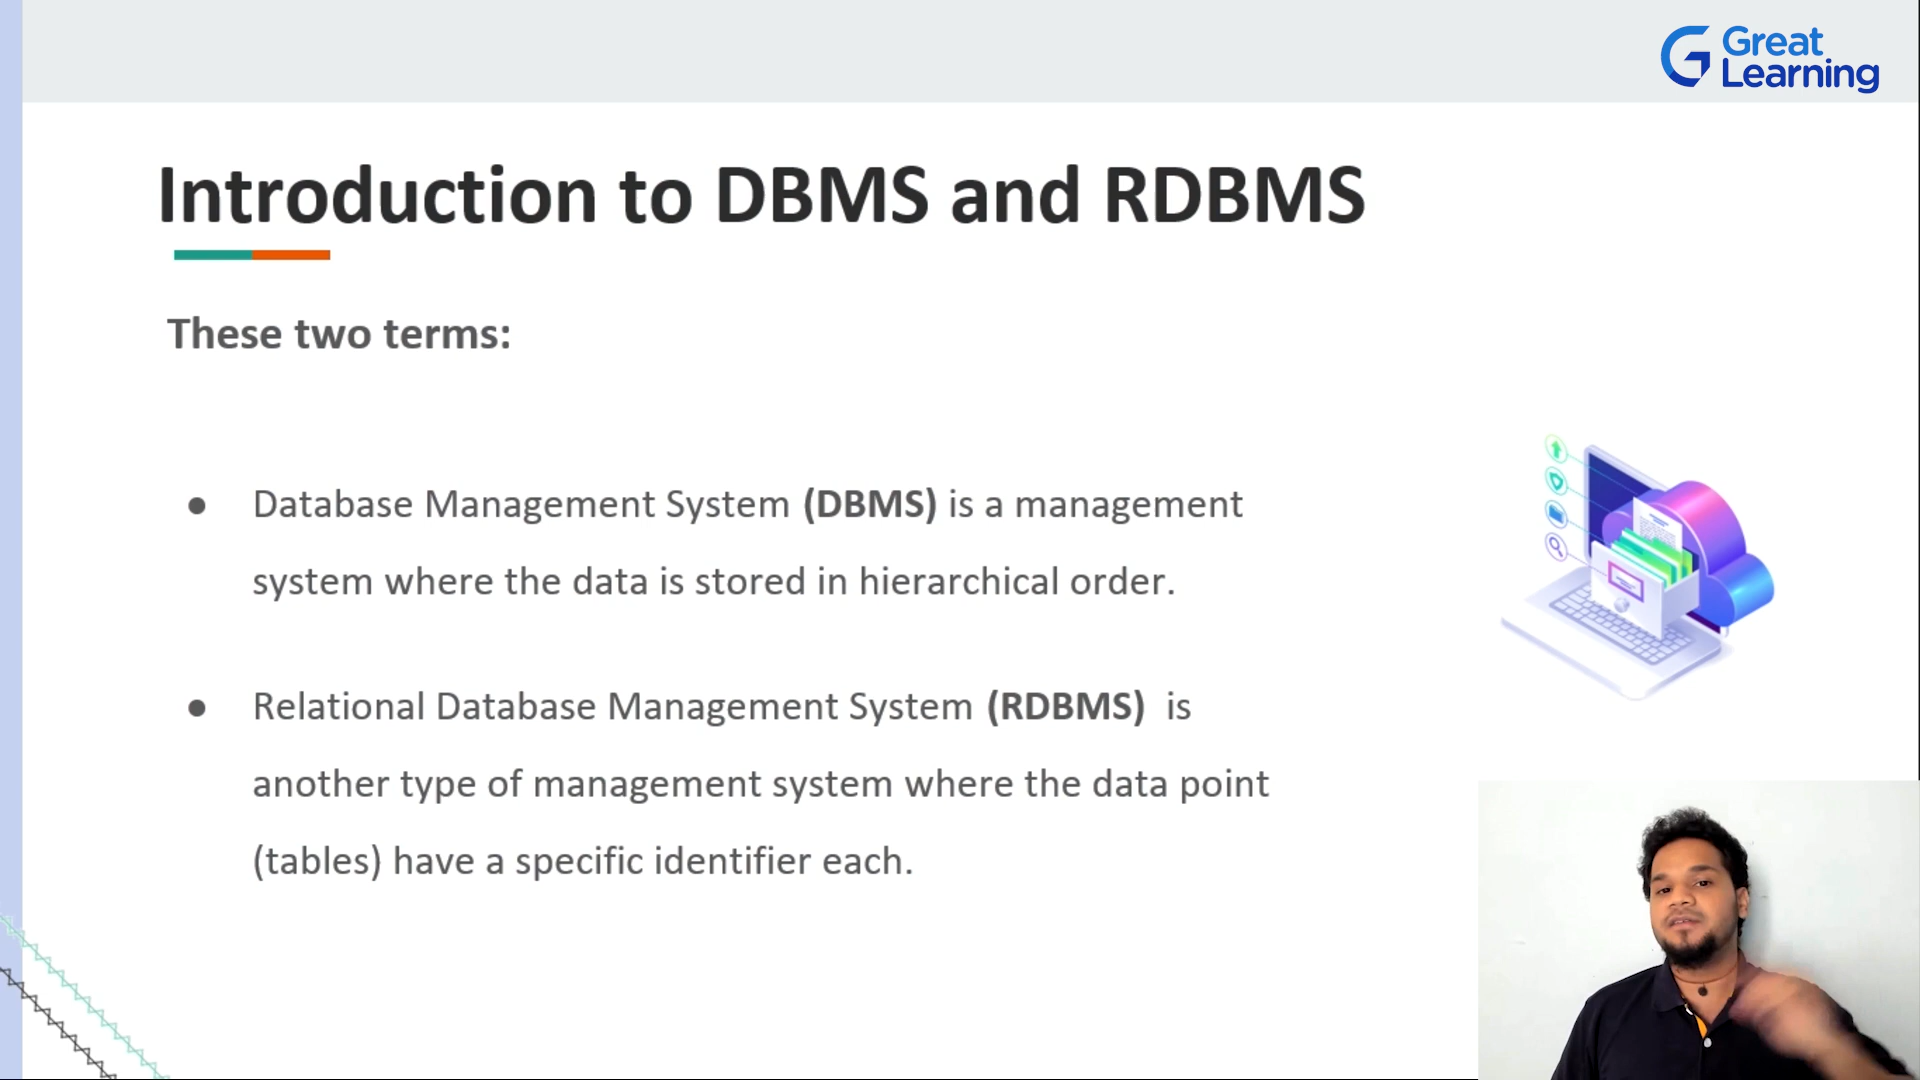 Great
Learning
Introduction to DBMS and RDBMS
These two terms:
● Database Management System (DBMS) is a management
system where the data is stored in hierarchical order.
● Relational Database Management System (RDBMS) is
another type of management system where the data point
(tables) have a specific identifier each.